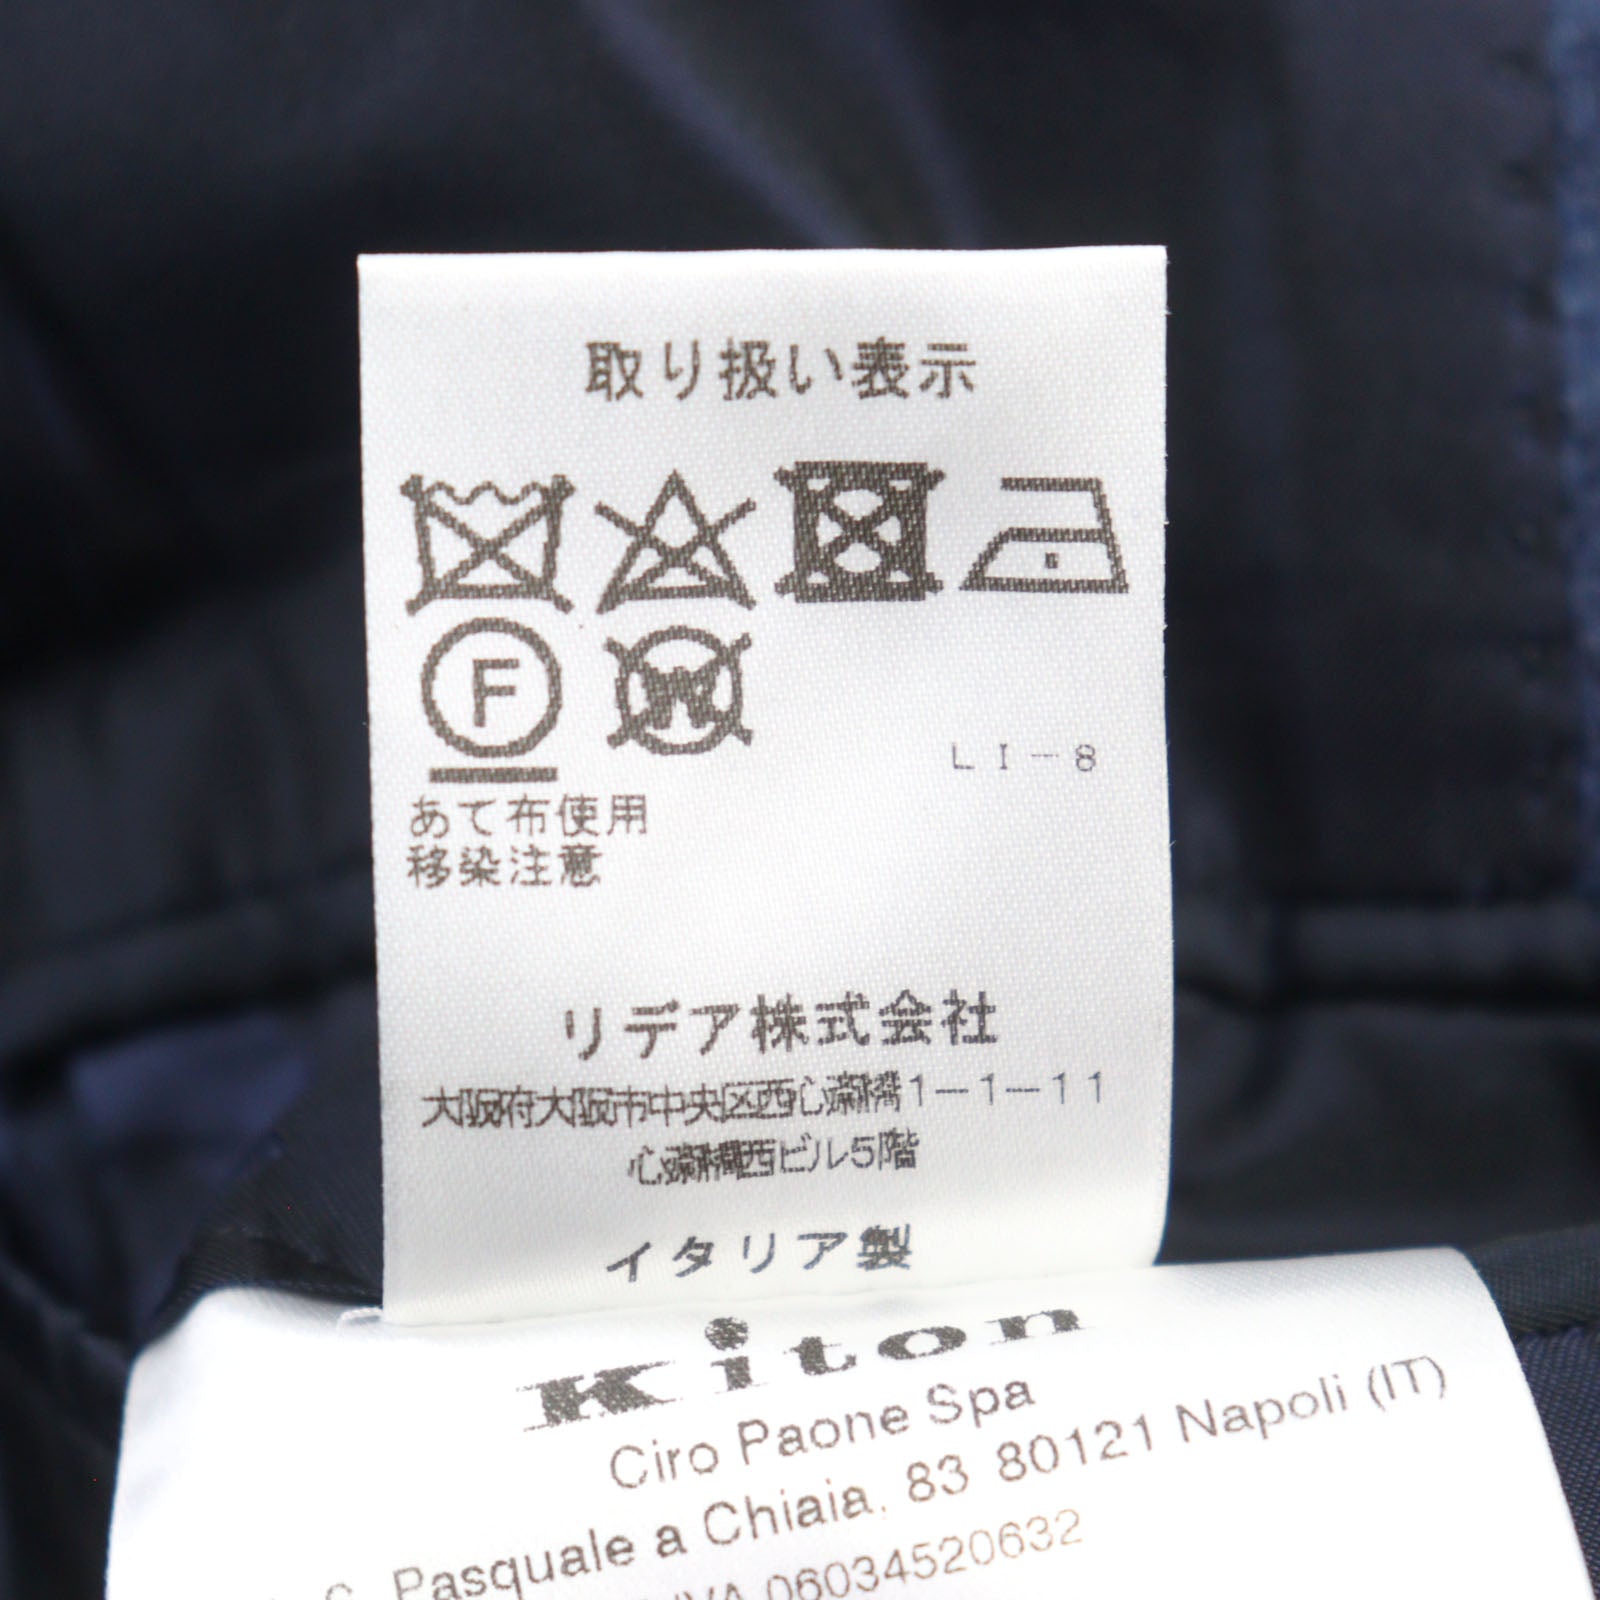 取り扱い表示
F W
LI-8
あて布使用
移染注意
リデア株式会社
大阪府大阪市中央区西心斎橋1-1-11
心斎橋西ビル5階
イタリア製
Kiton
Ciro Paone Spa
Pasquale a Chiaia, 83 80121 Napoli (IT)
IVA 06034520632